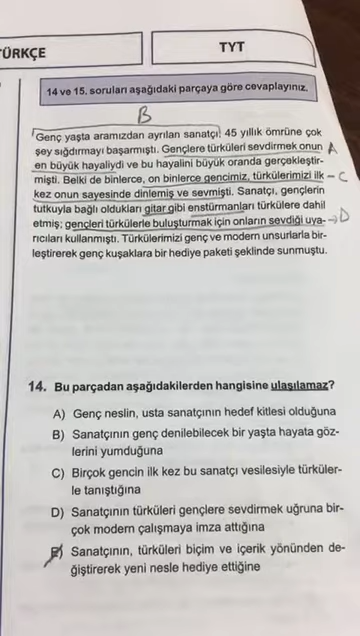 TÜRKÇE
TYT
14 ve 15. soruları aşağıdaki parçaya göre cevaplayınız.
B
Genç yaşta aramızdan ayrılan sanatçı! 45 yıllık ömrüne çok
şey sığdırmayı başarmıştı. Gençlere türküleri sevdirmek onun A
en büyük hayaliydi ve bu hayalini büyük oranda gerçekleştir-
mişti. Belki de binlerce, on binlerce gencimiz, türkülerimizi ilk - C
kez onun sayesinde dinlemiş ve sevmişti. Sanatçı, gençlerin
tutkuyla bağlı oldukları gitar gibi enstürmanları türkülere dahil
etmiş; gençleri türkülerle buluşturmak için onların sevdiği uya- → D
rıcıları kullanmıştı. Türkülerimizi genç ve modern unsurlarla bir-
leştirerek genç kuşaklara bir hediye paketi şeklinde sunmuştu.
14. Bu parçadan aşağıdakilerden hangisine ulaşılamaz?
A) Genç neslin, usta sanatçının hedef kitlesi olduğuna
B) Sanatçının genç denilebilecek bir yaşta hayata göz-
lerini yumduğuna
C) Birçok gencin ilk kez bu sanatçı vesilesiyle türküler-
le tanıştığına
D) Sanatçının türküleri gençlere sevdirmek uğruna bir-
çok modern çalışmaya imza attığına
E) Sanatçının, türküleri biçim ve içerik yönünden de-
ğiştirerek yeni nesle hediye ettiğine